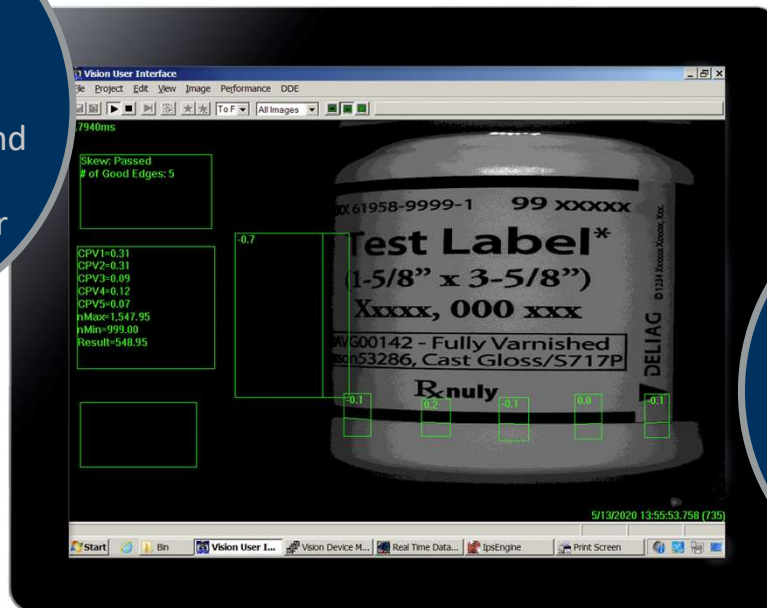 nd
r
Vision User Interface
File Project Edit View Image Performance DDE
To F All Images
.7940ms
Skew: Passed
# of Good Edges: 5
-0.7
CPV1=0.31
CPV2=0.31
CPV3=0.09
CPV4=0.12
CPV5=0.07
nMax=1,547.95
nMin=999.00
Result=548.95
61958-9999-1 99 xxxxx
Test Label*
(1-5/8” x 3-5/8”)
Xxxxx, 000 xxx
AVG00142 - Fully Varnished
53286, Cast Gloss/S717P
Rx nuly
DELIAG
-0.1 0.2 -0.1 0.0 -0.1
5/13/2020 13:55:53.758 (735)
Start Bin Vision User I... Vision Device M... Real Time Data... IpsEngine Print Screen